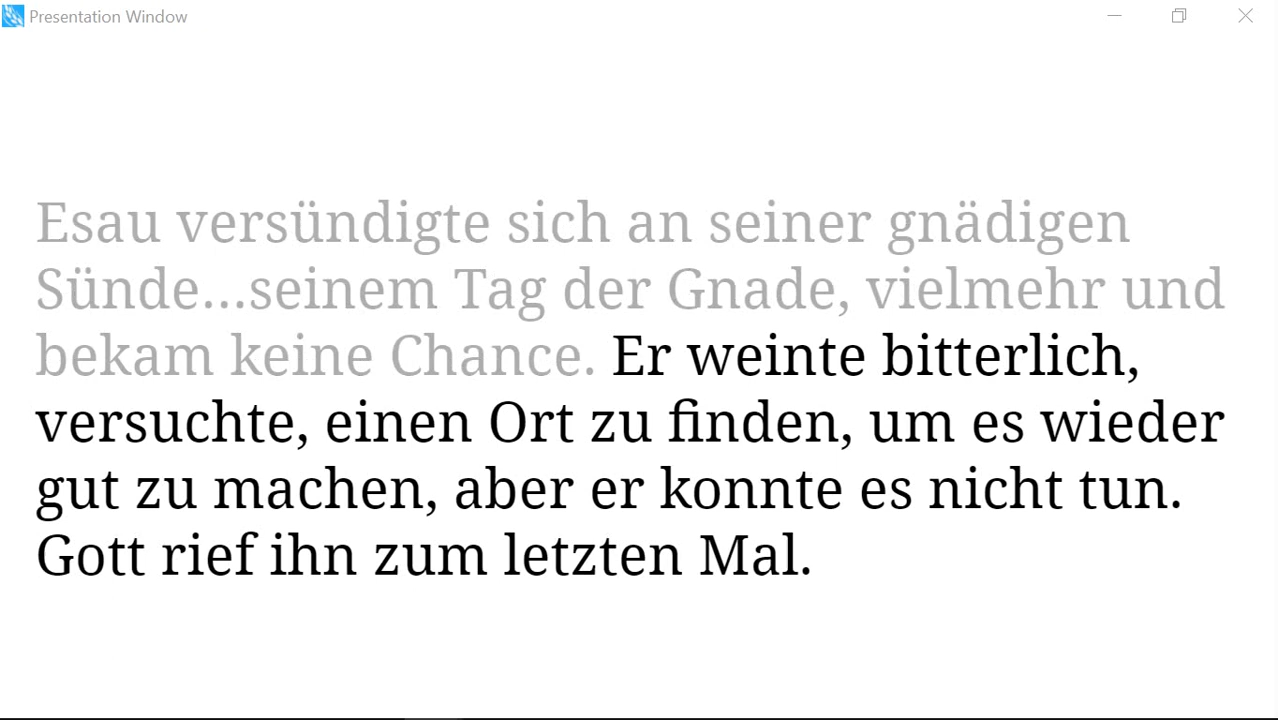 Presentation Window
Esau versündigte sich an seiner gnädigen
Sünde...seinem Tag der Gnade, vielmehr und
bekam keine Chance. Er weinte bitterlich,
versuchte, einen Ort zu finden, um es wieder
gut zu machen, aber er konnte es nicht tun.
Gott rief ihn zum letzten Mal.